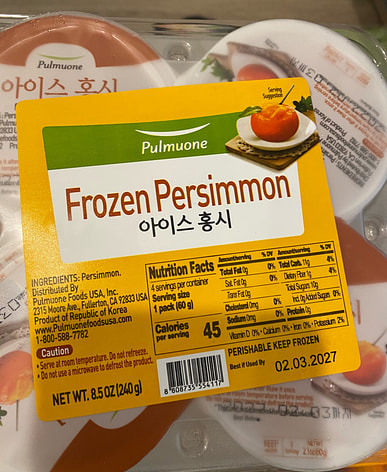 Pulmuone
아이스 홍시
Serving
Suggestion
Pulmuone
Frozen Persimmon
아이스 홍시
INGREDIENTS: Persimmon.
Distributed By
Pulmuone Foods USA, Inc.
2315 Moore Ave., Fullerton, CA 92833 USA
Product of Republic of Korea
www.Pulmuonefoodsusa.com
1-800-588-7782
Caution
• Serve at room temperature. Do not refreeze.
• Do not use a microwave to defrost the product.
NET WT. 8.5 OZ (240 g)
Nutrition Facts
4 servings per container
Serving size
1 pack (60 g)
Calories
per serving
45
Amount/serving % DV
Total Fat 0g 0%
Sat. Fat 0g 0%
Trans Fat 0g
Cholesterol 0mg 0%
Sodium 0mg 0%
Amount/serving % DV
Total Carb. 11g 4%
Dietary Fiber 1g 4%
Total Sugars 10g
Incl. 0g Added Sugar 0%
Protein 0g
Vitamin D 0% • Calcium 0% • Iron 0% • Potassium 2%
PERISHABLE KEEP FROZEN
Best If Used By 02.03.2027
8 808735 554117